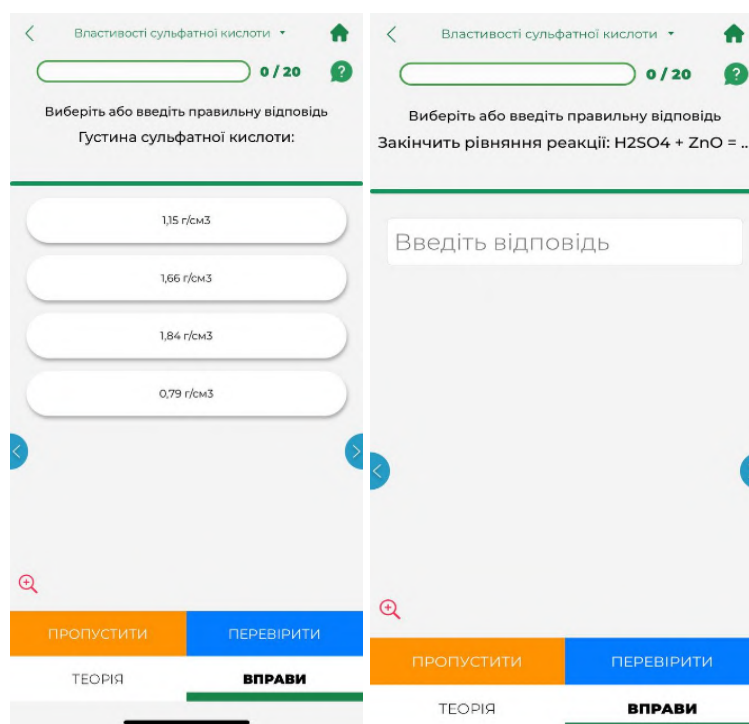 Властивості сульфатної кислоти
0 / 20
?
Виберіть або введіть правильну відповідь
Густина сульфатної кислоти:
1,15 г/см3
1,66 г/см3
1,84 г/см3
0,79 г/см3
ПРОПУСТИТИ
ПЕРЕВІРИТИ
ТЕОРІЯ
ВПРАВИ
Властивості сульфатної кислоти
0 / 20
?
Виберіть або введіть правильну відповідь
Закінчить рівняння реакції: H2SO4 + ZnO = ..
Введіть відповідь
ПРОПУСТИТИ
ПЕРЕВІРИТИ
ТЕОРІЯ
ВПРАВИ